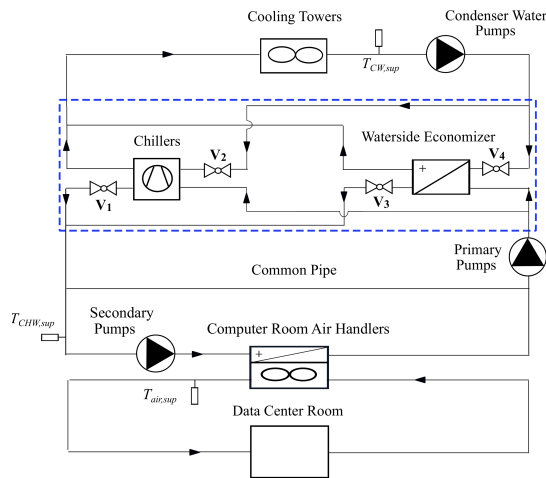 Cooling Towers
Condenser Water
Pumps
T_CW,sup
Chillers
V2
Waterside Economizer
V4
+
V1
V3
Primary
Pumps
Common Pipe
T_CHW,sup
Secondary
Pumps
Computer Room Air Handlers
+
T_air,sup
Data Center Room